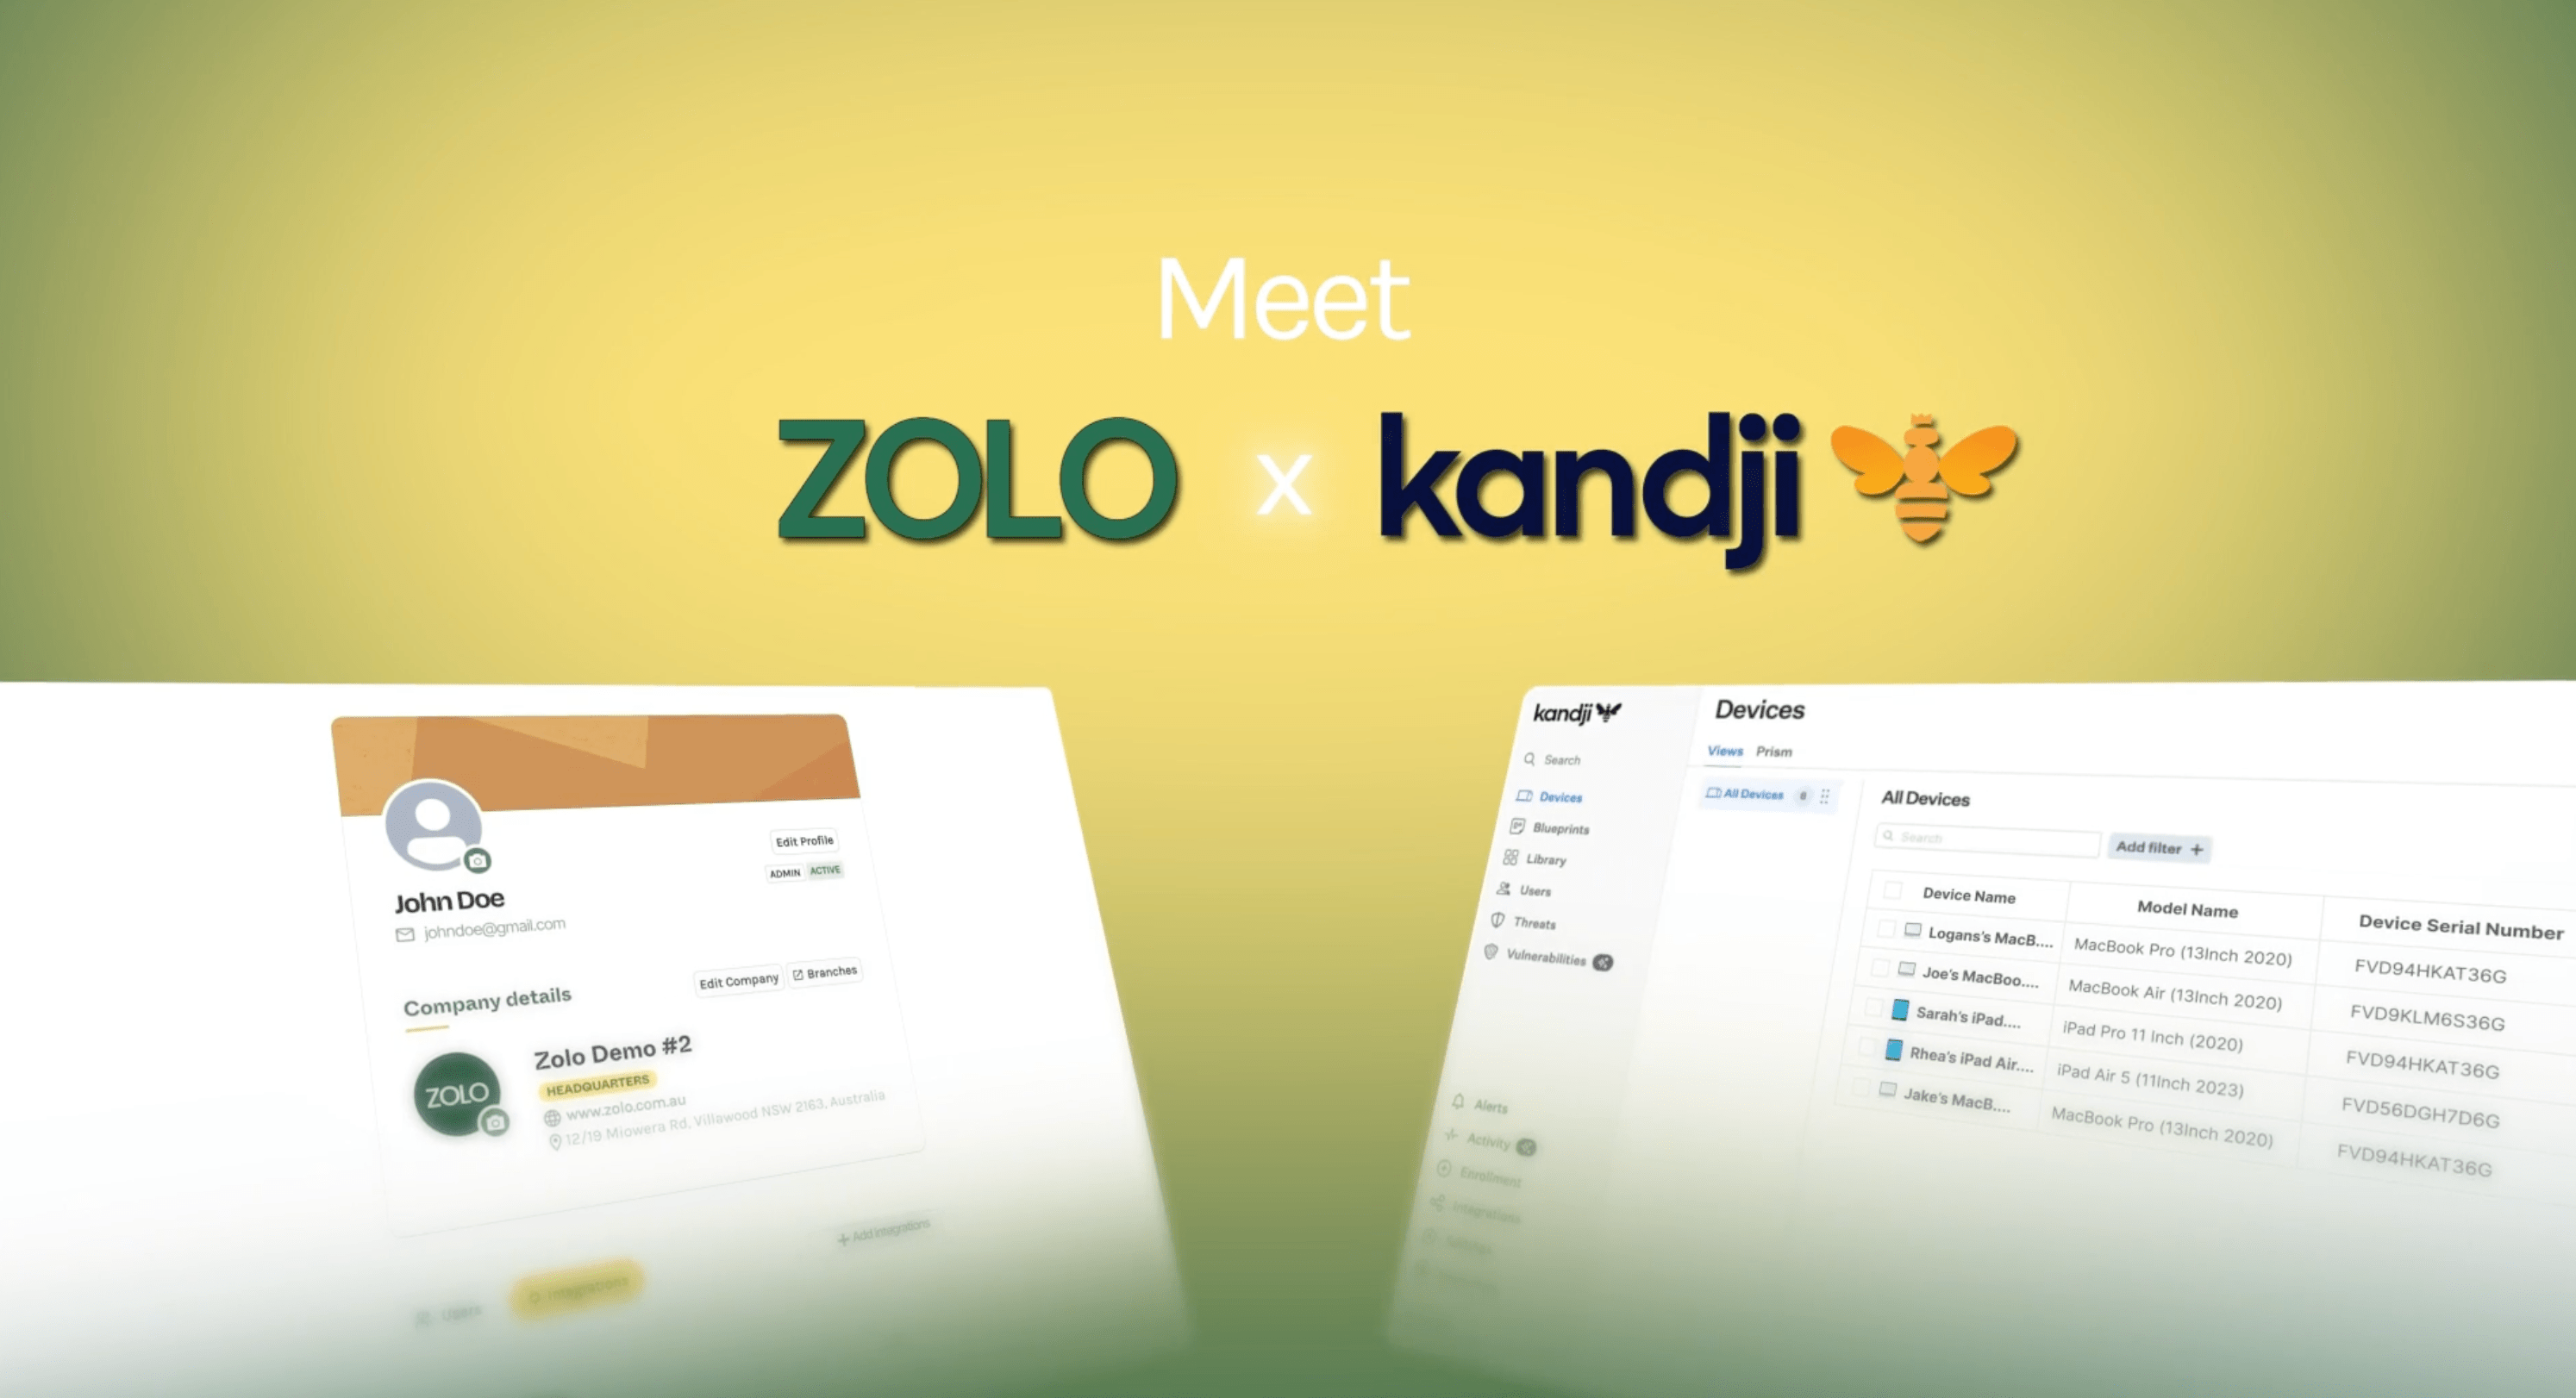 Meet
ZOLO x kandji
Edit Profile
ADMIN ACTIVE
John Doe
johndoe@gmail.com
Edit Company Branches
Company details
ZOLO
Zolo Demo #2
HEADQUARTERS
www.zolo.com.au
12/19 Miowera Rd, Villawood NSW 2163, Australia
Add integrations
Users Integrations
kandji
Search
Devices
Blueprints
Library
Users
Threats
Vulnerabilities
Alerts
Activity
Enrollment
Integrations
Settings
Devices
Views Prism
All Devices
All Devices
Search Add filter +
Device Name Model Name Device Serial Number
Logans's MacB.... MacBook Pro (13Inch 2020) FVD94HKAT36G
Joe's MacBoo.... MacBook Air (13Inch 2020) FVD9KLM6S36G
Sarah's iPad.... iPad Pro 11 Inch (2020) FVD94HKAT36G
Rhea's iPad Air.... iPad Air 5 (11Inch 2023) FVD56DGH7D6G
Jake's MacB.... MacBook Pro (13Inch 2020) FVD94HKAT36G